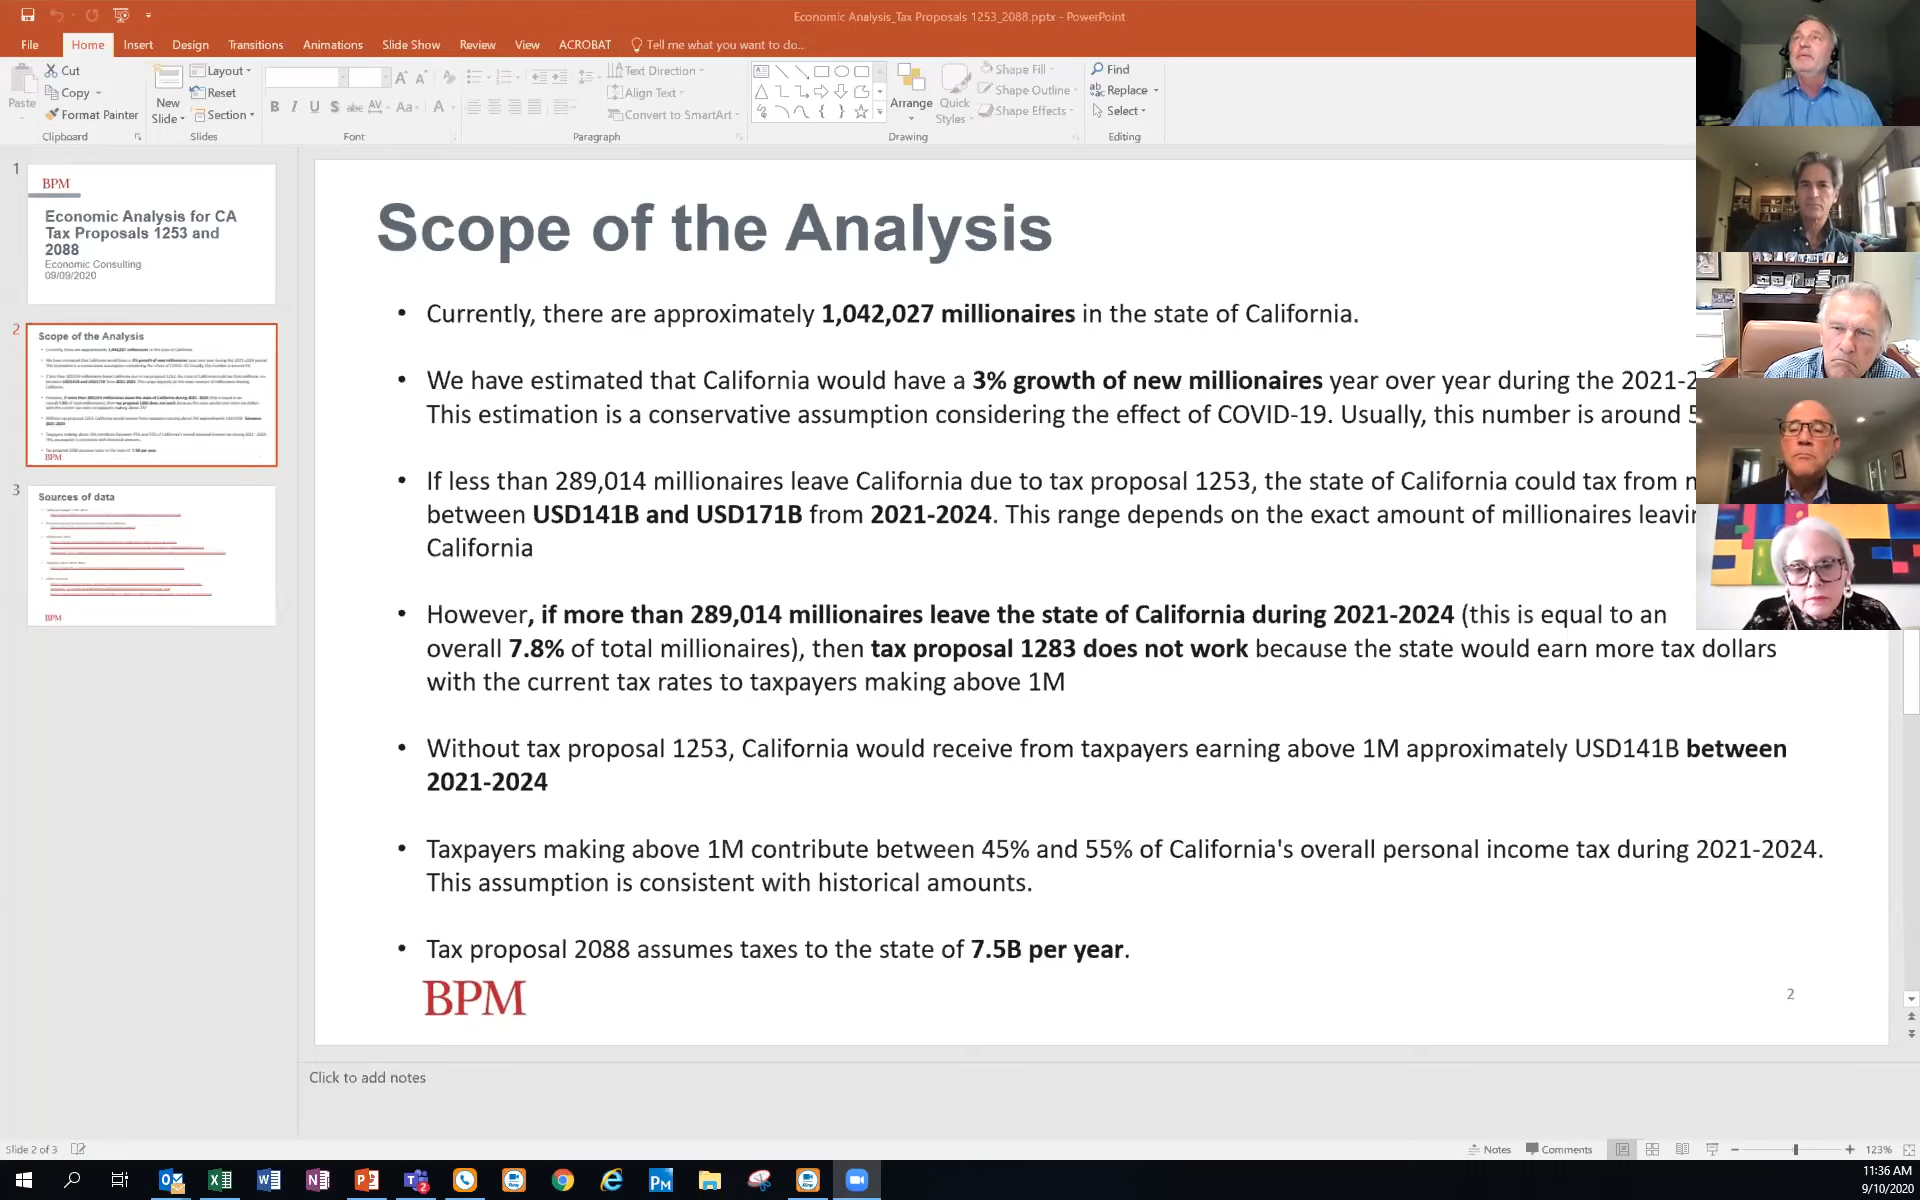 Economic Analysis_Tax Proposals 1253_2088.pptx - PowerPoint
File Home Insert Design Transitions Animations Slide Show Review View ACROBAT Tell me what you want to do...
Paste
Cut
Copy
Format Painter
Clipboard
New Slide
Layout
Reset
Section
Slides
B I U S abc AV Aa A
Font
Text Direction
Align Text
Convert to SmartArt
Paragraph
Arrange
Quick Styles
Shape Fill
Shape Outline
Shape Effects
Drawing
Find
Replace
Select
Editing
1
BPM
Economic Analysis for CA
Tax Proposals 1253 and
2088
Economic Consulting
09/09/2020
2
Scope of the Analysis
BPM
3
Sources of data
BPM
Scope of the Analysis
• Currently, there are approximately 1,042,027 millionaires in the state of California.
• We have estimated that California would have a 3% growth of new millionaires year over year during the 2021-2
This estimation is a conservative assumption considering the effect of COVID-19. Usually, this number is around
• If less than 289,014 millionaires leave California due to tax proposal 1253, the state of California could tax from
between USD141B and USD171B from 2021-2024. This range depends on the exact amount of millionaires leavin
California
• However, if more than 289,014 millionaires leave the state of California during 2021-2024 (this is equal to an
overall 7.8% of total millionaires), then tax proposal 1283 does not work because the state would earn more tax dollars
with the current tax rates to taxpayers making above 1M
• Without tax proposal 1253, California would receive from taxpayers earning above 1M approximately USD141B between
2021-2024
• Taxpayers making above 1M contribute between 45% and 55% of California's overall personal income tax during 2021-2024.
This assumption is consistent with historical amounts.
• Tax proposal 2088 assumes taxes to the state of 7.5B per year.
BPM
2
Click to add notes
Slide 2 of 3
Notes Comments 123%
11:36 AM
9/10/2020